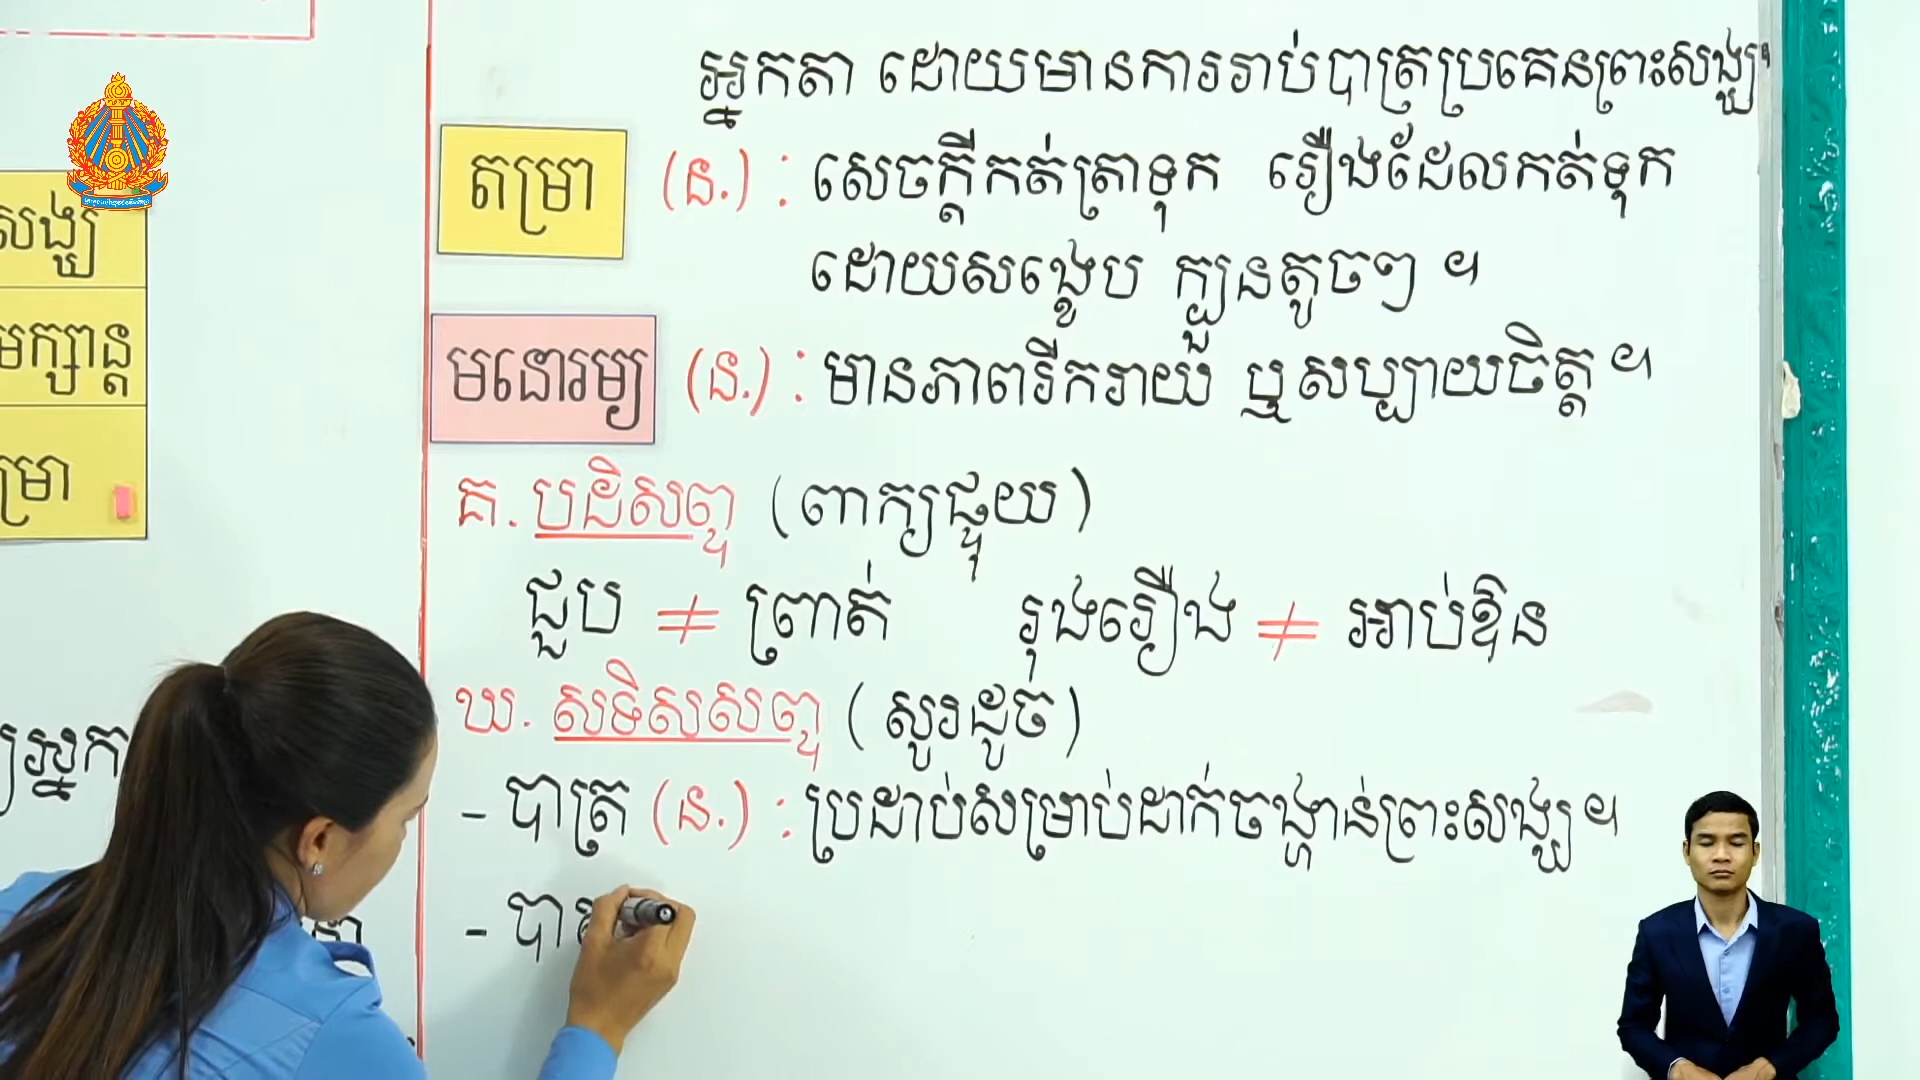 សង្ឃ
មក្សាន្ត
ម្រា
អ្នក
អ្នកតា ដោយមានការរាប់បាត្រប្រគេនព្រះសង្ឃ។
តម្រា (ន.) : សេចក្ដីកត់ត្រាទុក រឿងដែលកត់ទុក
ដោយសង្ខេប ក្បួនតូចៗ ។
មនោរម្យ (ន.) : មានភាពរីករាយ ឬសប្បាយចិត្ត ។
គ. បដិសព្ទ (ពាក្យផ្ទុយ)
ជួប ≠ ព្រាត់ រុងរឿង ≠ អាប់ឱន
ឃ. សទិសសព្ទ (សូរដូច)
- បាត្រ (ន.) : ប្រដាប់សម្រាប់ដាក់ចង្ហាន់ព្រះសង្ឃ ។
- បា